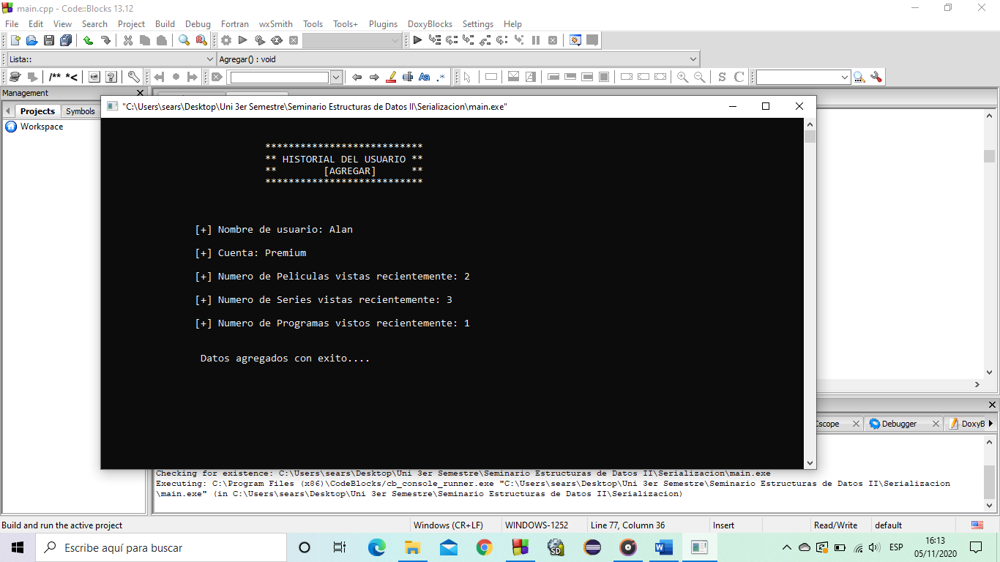 main.cpp - Code::Blocks 13.12
File Edit View Search Project Build Debug Fortran wxSmith Tools Tools+ Plugins DoxyBlocks Settings Help
Lista:: Agregar() : void
/** *<
Aa .*
S C
Management
Projects Symbols
Workspace
"C:\Users\sears\Desktop\Uni 3er Semestre\Seminario Estructuras de Datos II\Serializacion\main.exe"
***************************
** HISTORIAL DEL USUARIO **
** [AGREGAR] **
***************************
[+] Nombre de usuario: Alan
[+] Cuenta: Premium
[+] Numero de Peliculas vistas recientemente: 2
[+] Numero de Series vistas recientemente: 3
[+] Numero de Programas vistos recientemente: 1
Datos agregados con exito....
Cscope Debugger DoxyB
Checking for existence: C:\Users\sears\Desktop\Uni 3er Semestre\Seminario Estructuras de Datos II\Serializacion\main.exe
Executing: C:\Program Files (x86)\CodeBlocks/cb_console_runner.exe "C:\Users\sears\Desktop\Uni 3er Semestre\Seminario Estructuras de Datos II\Serializacion
\main.exe" (in C:\Users\sears\Desktop\Uni 3er Semestre\Seminario Estructuras de Datos II\Serializacion)
Build and run the active project Windows (CR+LF) WINDOWS-1252 Line 77, Column 36 Insert Read/Write default
Escribe aquí para buscar
SD
W
ESP
16:13
05/11/2020